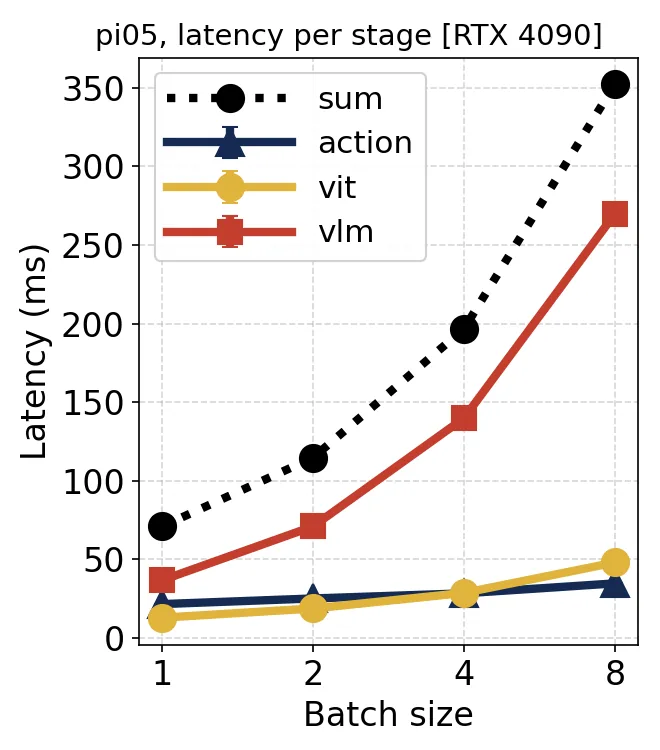 pi05, latency per stage [RTX 4090]
sum
action
vit
vlm
Latency (ms)
350
300
250
200
150
100
50
0
1 2 4 8
Batch size